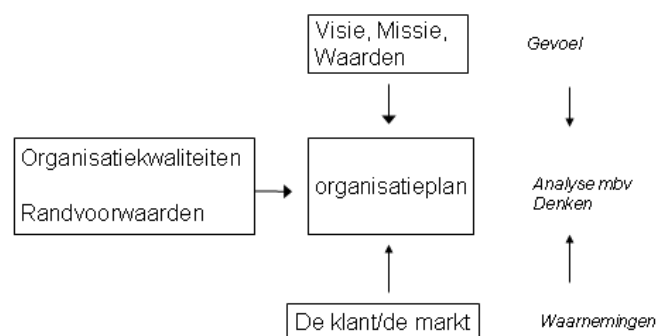 Visie, Missie,
Waarden
Gevoel
Organisatiekwaliteiten
Randvoorwaarden
organisatieplan
Analyse mbv
Denken
De klant/de markt
Waarnemingen